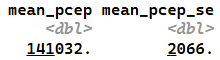 mean_pcep mean_pcep_se
<dbl> <dbl>
141032. 2066.